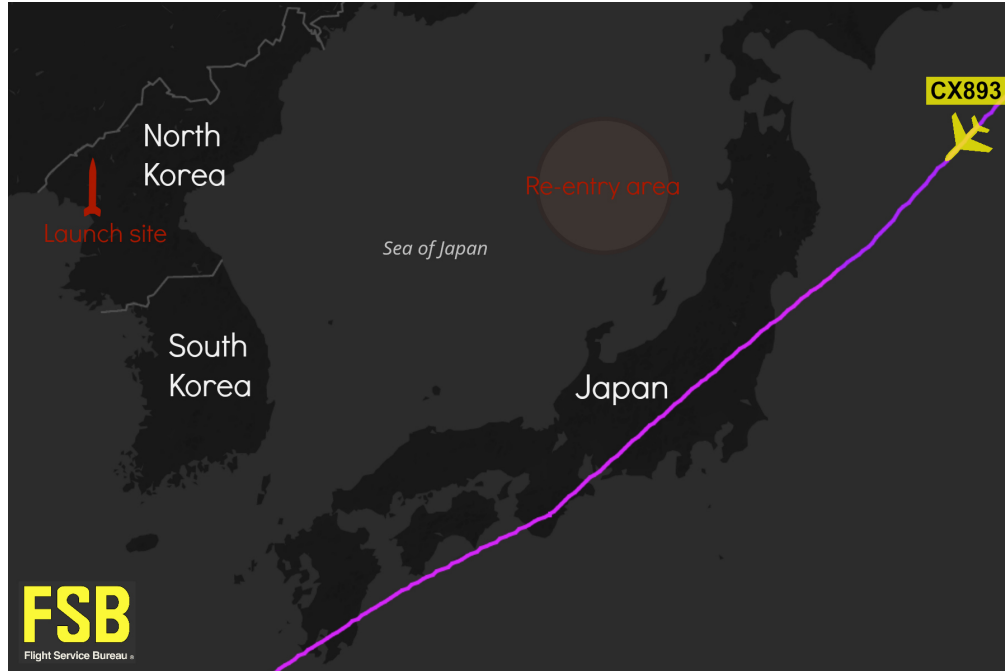 CX893
North
Korea
Re-entry area
Launch site
Sea of Japan
South
Korea
Japan
FSB
Flight Service Bureau